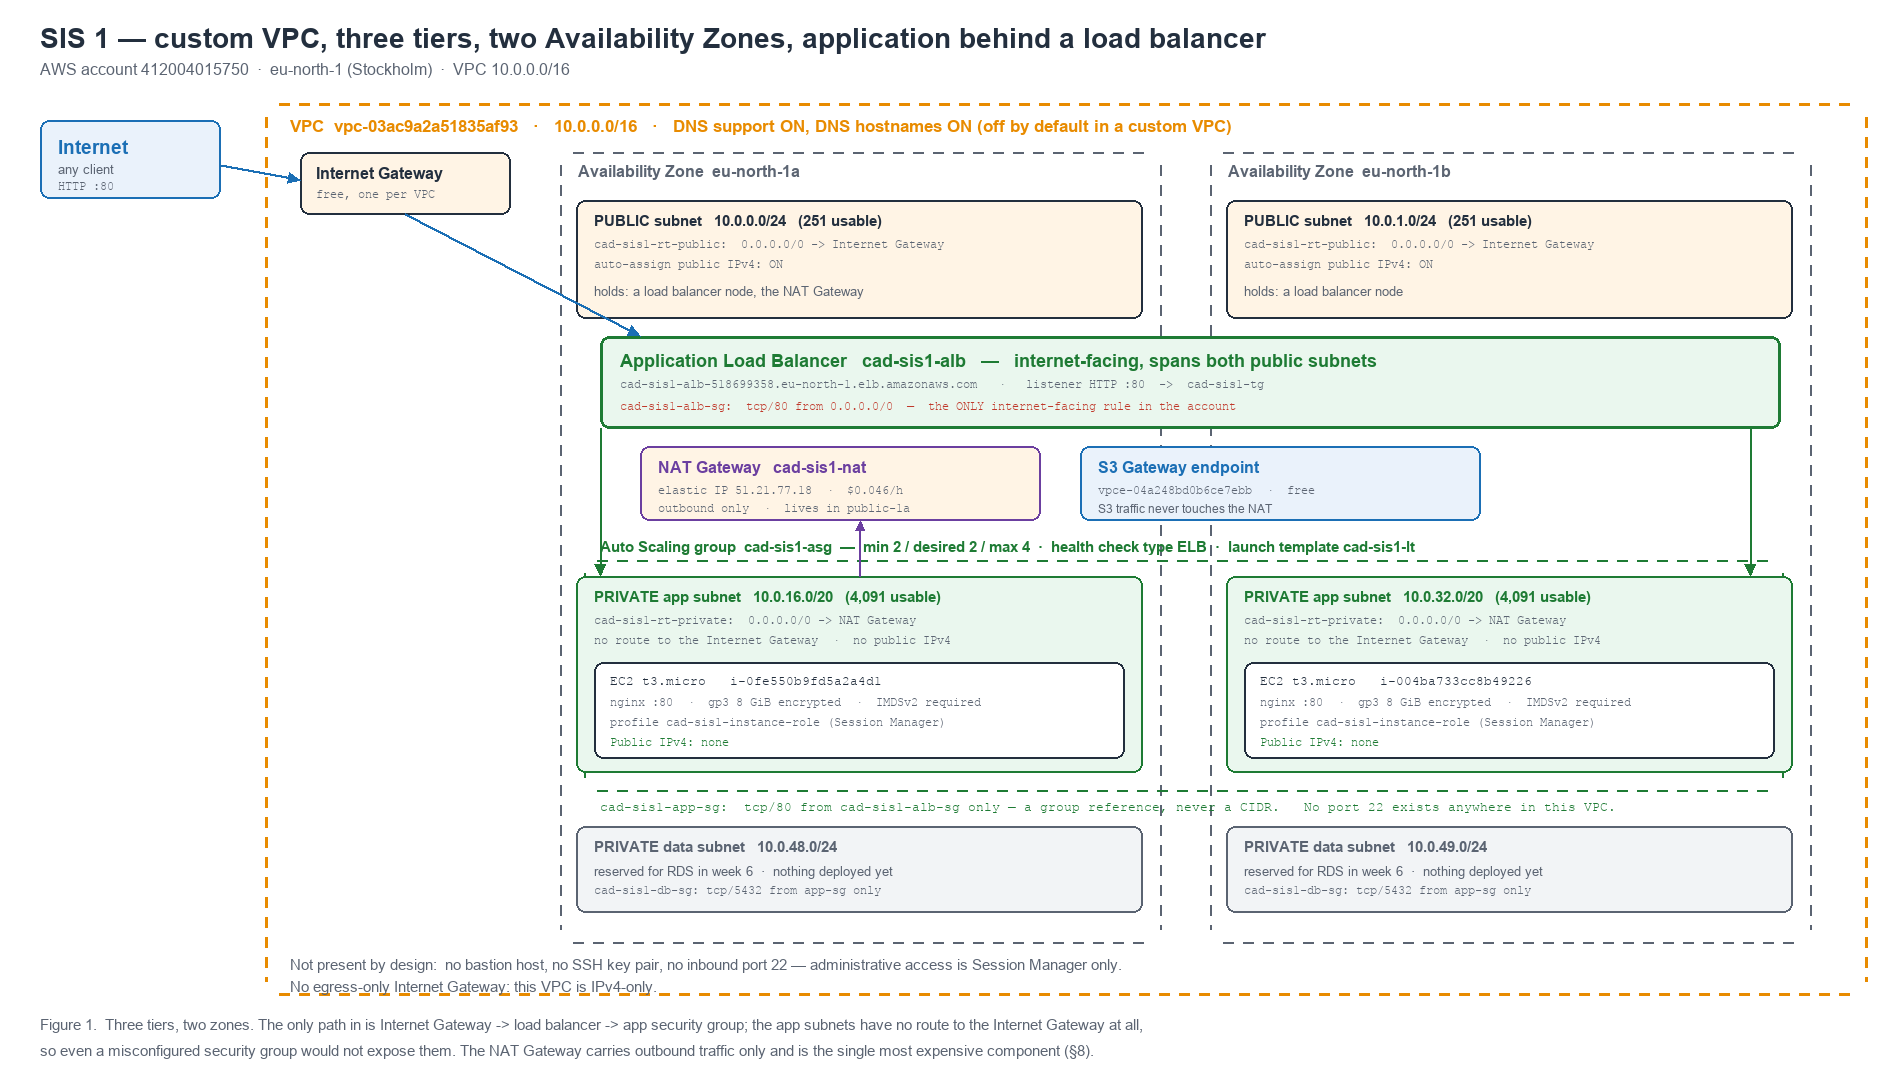 SIS 1 — custom VPC, three tiers, two Availability Zones, application behind a load balancer
AWS account 412004015750 · eu-north-1 (Stockholm) · VPC 10.0.0.0/16
Internet
any client
HTTP :80
VPC vpc-03ac9a2a51835af93 · 10.0.0.0/16 · DNS support ON, DNS hostnames ON (off by default in a custom VPC)
Internet Gateway
free, one per VPC
Availability Zone eu-north-1a
PUBLIC subnet 10.0.0.0/24 (251 usable)
cad-sis1-rt-public: 0.0.0.0/0 -> Internet Gateway
auto-assign public IPv4: ON
holds: a load balancer node, the NAT Gateway
Availability Zone eu-north-1b
PUBLIC subnet 10.0.1.0/24 (251 usable)
cad-sis1-rt-public: 0.0.0.0/0 -> Internet Gateway
auto-assign public IPv4: ON
holds: a load balancer node
Application Load Balancer cad-sis1-alb — internet-facing, spans both public subnets
cad-sis1-alb-518699358.eu-north-1.elb.amazonaws.com · listener HTTP :80 -> cad-sis1-tg
cad-sis1-alb-sg: tcp/80 from 0.0.0.0/0 — the ONLY internet-facing rule in the account
NAT Gateway cad-sis1-nat
elastic IP 51.21.77.18 · $0.046/h
outbound only · lives in public-1a
S3 Gateway endpoint
vpce-04a248bd0b6ce7ebb · free
S3 traffic never touches the NAT
Auto Scaling group cad-sis1-asg — min 2 / desired 2 / max 4 · health check type ELB · launch template cad-sis1-lt
PRIVATE app subnet 10.0.16.0/20 (4,091 usable)
cad-sis1-rt-private: 0.0.0.0/0 -> NAT Gateway
no route to the Internet Gateway · no public IPv4
EC2 t3.micro i-0fe550b9fd5a2a4d1
nginx :80 · gp3 8 GiB encrypted · IMDSv2 required
profile cad-sis1-instance-role (Session Manager)
Public IPv4: none
PRIVATE app subnet 10.0.32.0/20 (4,091 usable)
cad-sis1-rt-private: 0.0.0.0/0 -> NAT Gateway
no route to the Internet Gateway · no public IPv4
EC2 t3.micro i-004ba733cc8b49226
nginx :80 · gp3 8 GiB encrypted · IMDSv2 required
profile cad-sis1-instance-role (Session Manager)
Public IPv4: none
cad-sis1-app-sg: tcp/80 from cad-sis1-alb-sg only — a group reference, never a CIDR. No port 22 exists anywhere in this VPC.
PRIVATE data subnet 10.0.48.0/24
reserved for RDS in week 6 · nothing deployed yet
cad-sis1-db-sg: tcp/5432 from app-sg only
PRIVATE data subnet 10.0.49.0/24
reserved for RDS in week 6 · nothing deployed yet
cad-sis1-db-sg: tcp/5432 from app-sg only
Not present by design: no bastion host, no SSH key pair, no inbound port 22 — administrative access is Session Manager only.
No egress-only Internet Gateway: this VPC is IPv4-only.
Figure 1. Three tiers, two zones. The only path in is Internet Gateway -> load balancer -> app security group; the app subnets have no route to the Internet Gateway at all,
so even a misconfigured security group would not expose them. The NAT Gateway carries outbound traffic only and is the single most expensive component (§8).